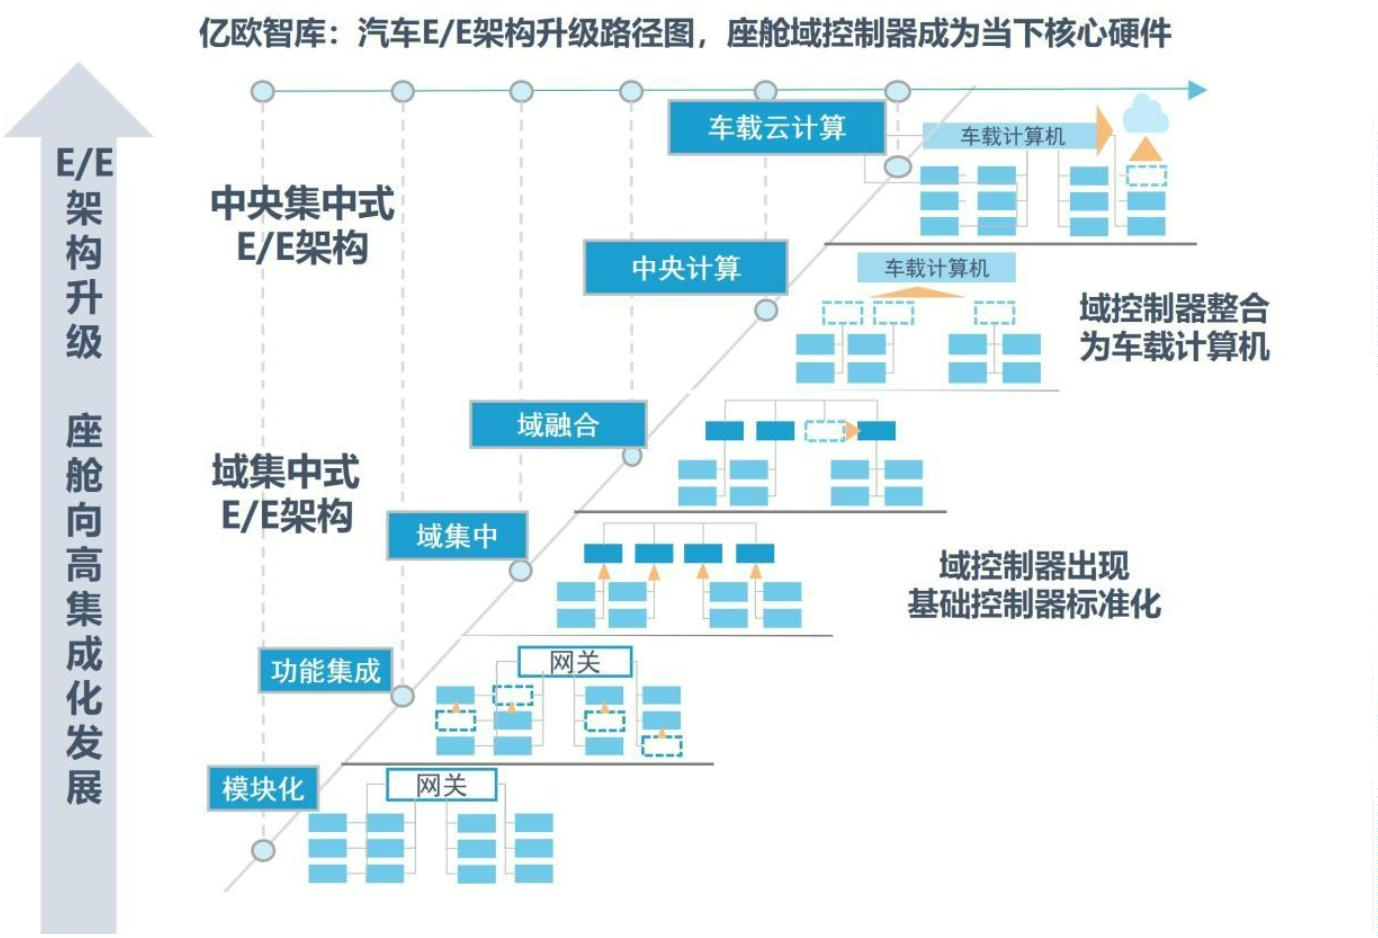 亿欧智库：汽车E/E架构升级路径图，座舱域控制器成为当下核心硬件
E/E架构升级 座舱向高集成化发展
车载云计算
车载计算机
中央集中式
E/E架构
中央计算
车载计算机
域控制器整合
为车载计算机
域融合
域集中式
E/E架构
域集中
域控制器出现
基础控制器标准化
功能集成
网关
模块化
网关